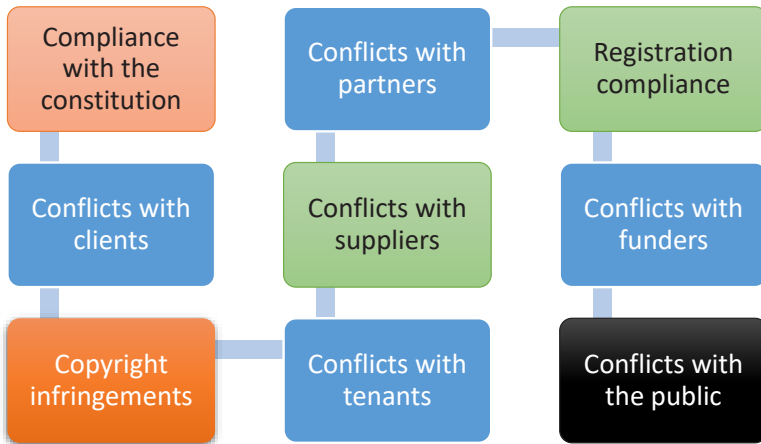 Compliance
with the
constitution
Conflicts with
clients
Copyright
infringements
Conflicts with
tenants
Conflicts with
suppliers
Conflicts with
partners
Registration
compliance
Conflicts with
funders
Conflicts with
the public